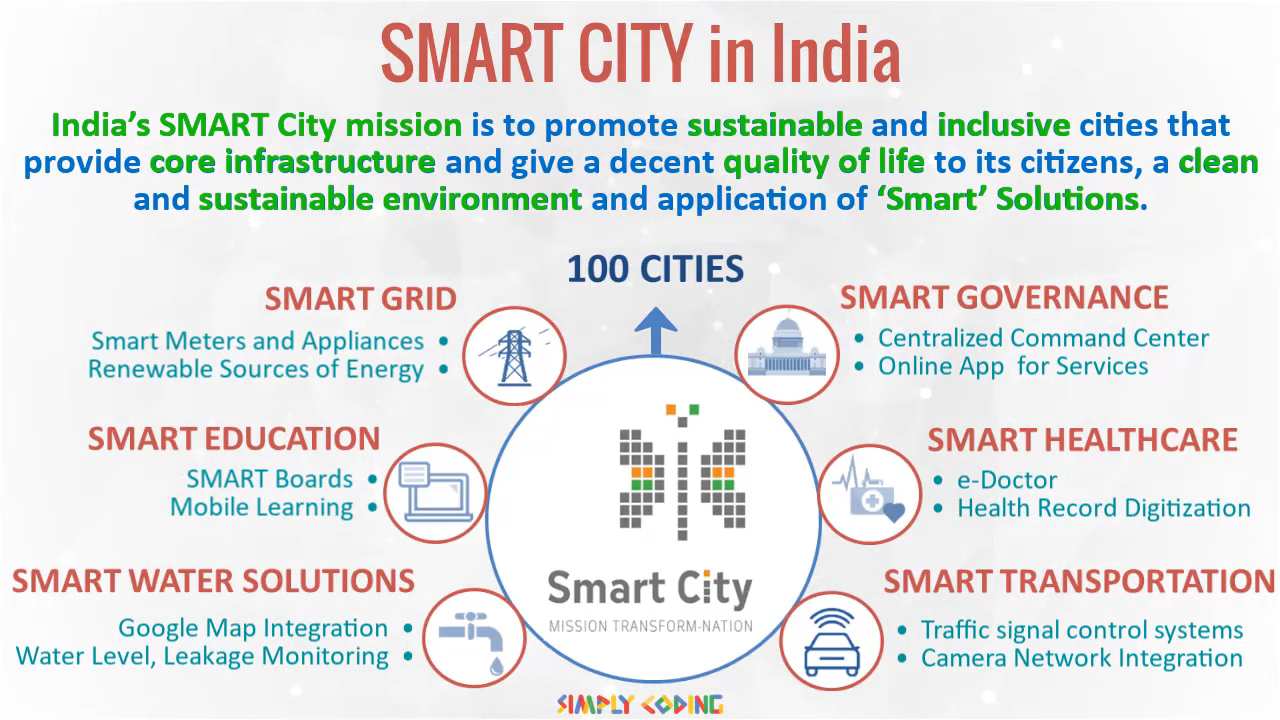 SMART CITY in India
India's SMART City mission is to promote sustainable and inclusive cities that
provide core infrastructure and give a decent quality of life to its citizens, a clean
and sustainable environment and application of ‘Smart’ Solutions.
100 CITIES
SMART GRID
Smart Meters and Appliances •
Renewable Sources of Energy •
SMART EDUCATION
SMART Boards •
Mobile Learning •
SMART WATER SOLUTIONS
Google Map Integration •
Water Level, Leakage Monitoring •
Smart City
MISSION TRANSFORM-NATION
SMART GOVERNANCE
• Centralized Command Center
• Online App for Services
SMART HEALTHCARE
• e-Doctor
• Health Record Digitization
SMART TRANSPORTATION
• Traffic signal control systems
• Camera Network Integration
SIMPLY CODING